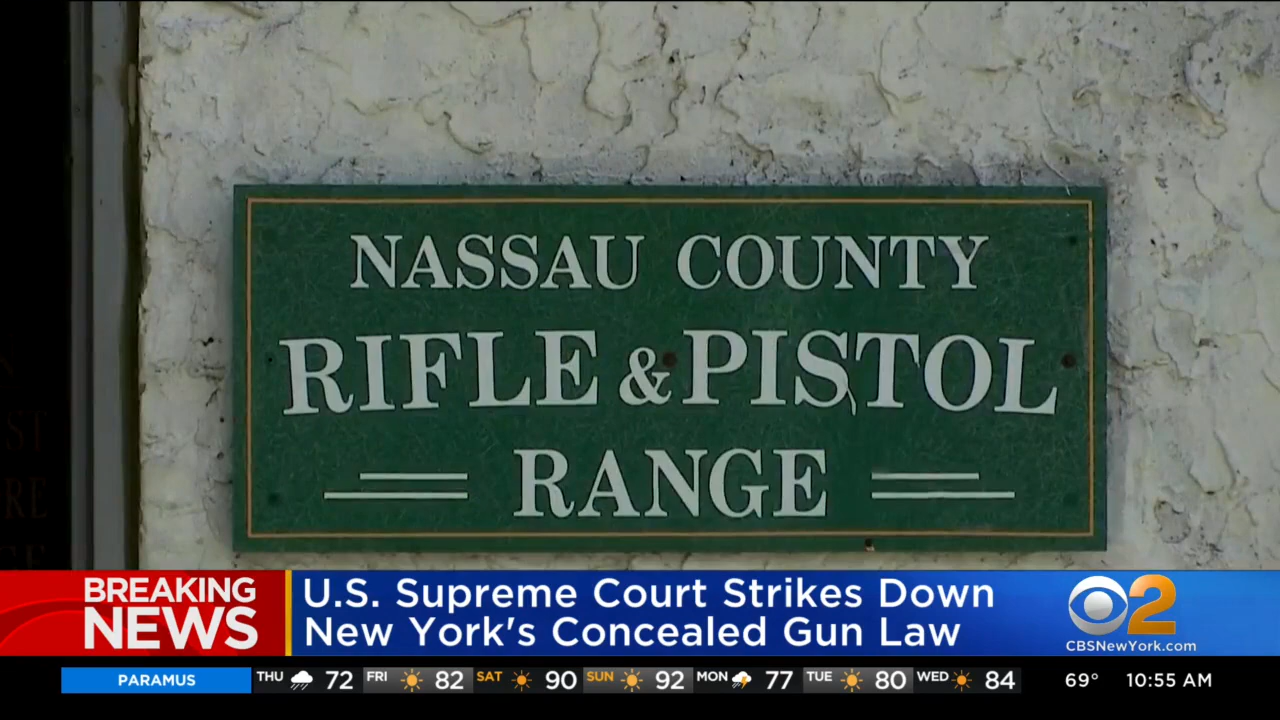 NASSAU COUNTY
RIFLE & PISTOL
RANGE
BREAKING
NEWS
U.S. Supreme Court Strikes Down
New York's Concealed Gun Law
2
CBSNewYork.com
PARAMUS THU 72 FRI 82 SAT 90 SUN 92 MON 77 TUE 80 WED 84 69° 10:55 AM